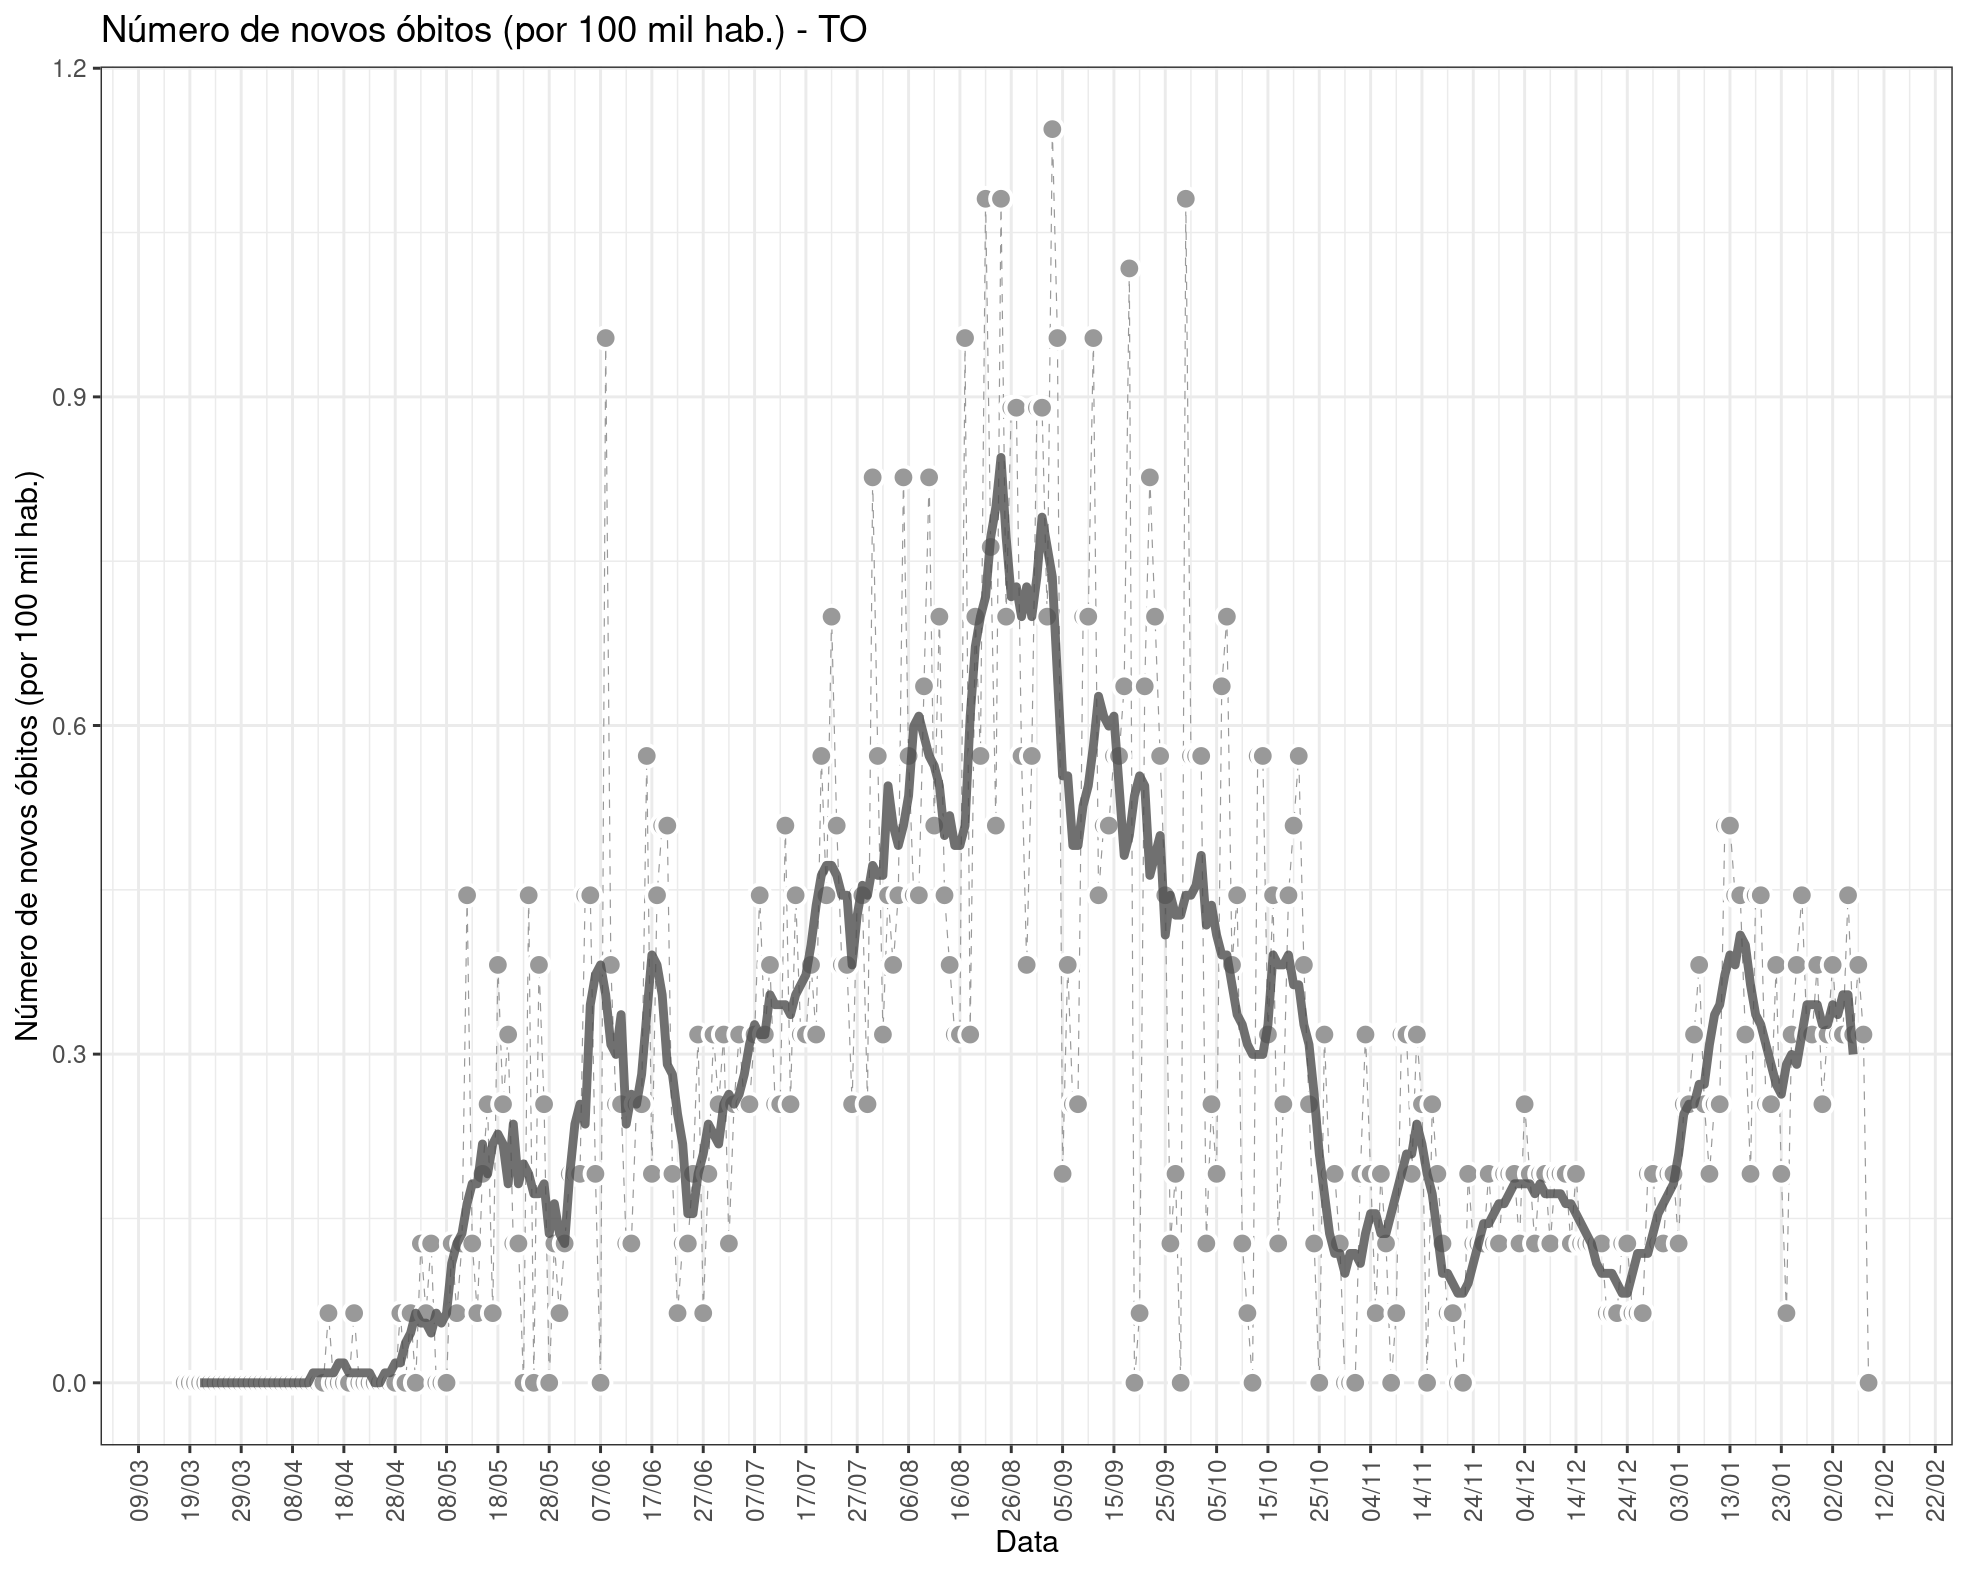 Número de novos óbitos (por 100 mil hab.) - TO
Número de novos óbitos (por 100 mil hab.)
1.2
0.9
0.6
0.3
0.0
09/03 19/03 29/03 08/04 18/04 28/04 08/05 18/05 28/05 07/06 17/06 27/06 07/07 17/07 27/07 06/08 16/08 26/08 05/09 15/09 25/09 05/10 15/10 25/10 04/11 14/11 24/11 04/12 14/12 24/12 03/01 13/01 23/01 02/02 12/02 22/02
Data